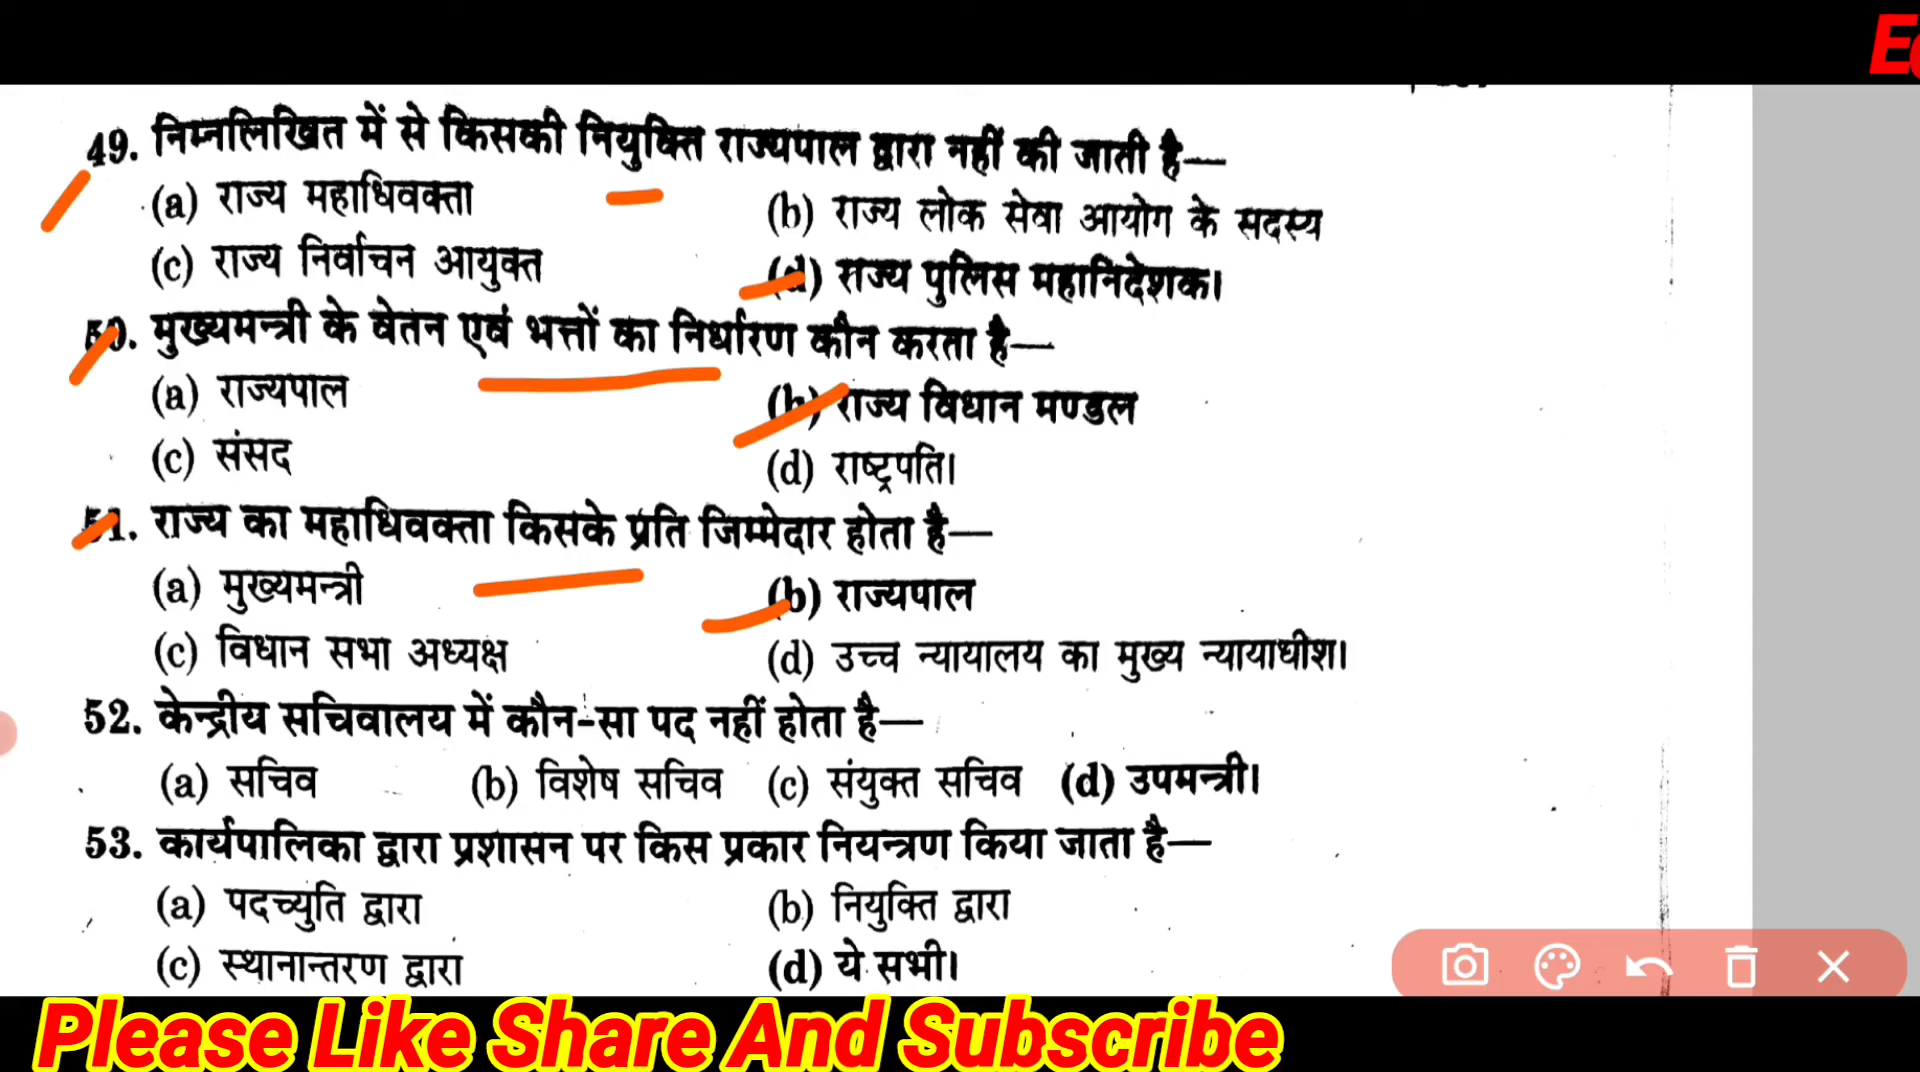 49. निम्नलिखित में से किसकी नियुक्ति राज्यपाल द्वारा नहीं की जाती है—
(a) राज्य महाधिवक्ता (b) राज्य लोक सेवा आयोग के सदस्य
(c) राज्य निर्वाचन आयुक्त (d) राज्य पुलिस महानिदेशक।
50. मुख्यमन्त्री के वेतन एवं भत्तों का निर्धारण कौन करता है—
(a) राज्यपाल (b) राज्य विधान मण्डल
(c) संसद (d) राष्ट्रपति।
51. राज्य का महाधिवक्ता किसके प्रति जिम्मेदार होता है—
(a) मुख्यमन्त्री (b) राज्यपाल
(c) विधान सभा अध्यक्ष (d) उच्च न्यायालय का मुख्य न्यायाधीश।
52. केन्द्रीय सचिवालय में कौन-सा पद नहीं होता है—
(a) सचिव (b) विशेष सचिव (c) संयुक्त सचिव (d) उपमन्त्री।
53. कार्यपालिका द्वारा प्रशासन पर किस प्रकार नियन्त्रण किया जाता है—
(a) पदच्युति द्वारा (b) नियुक्ति द्वारा
(c) स्थानान्तरण द्वारा (d) ये सभी।
Please Like Share And Subscribe